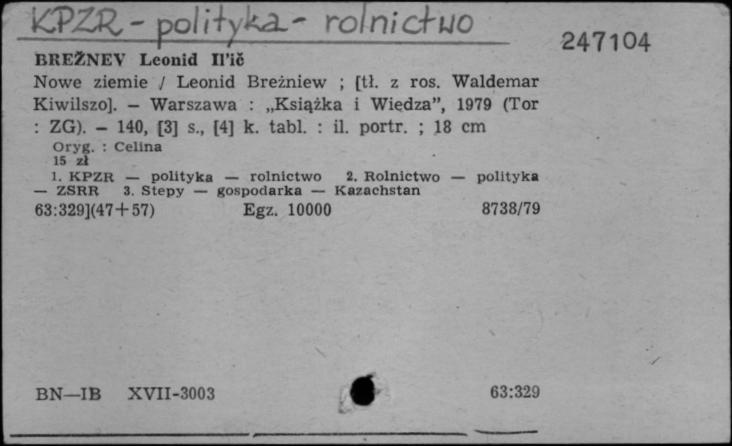 KPZR - polityka - rolnictwo
247104
BREŽNEV Leonid Il'ič
Nowe ziemie / Leonid Breżniew ; [tł. z ros. Waldemar
Kiwilszo]. — Warszawa : „Książka i Wiedza”, 1979 (Tor
: ZG). — 140, [3] s., [4] k. tabl. : il. portr. ; 18 cm
Oryg. : Celina
15 zł
1. KPZR — polityka — rolnictwo 2. Rolnictwo — polityka
— ZSRR 3. Stepy — gospodarka — Kazachstan
63:329](47+57) Egz. 10000 8738/79
BN—IB XVII-3003 63:329